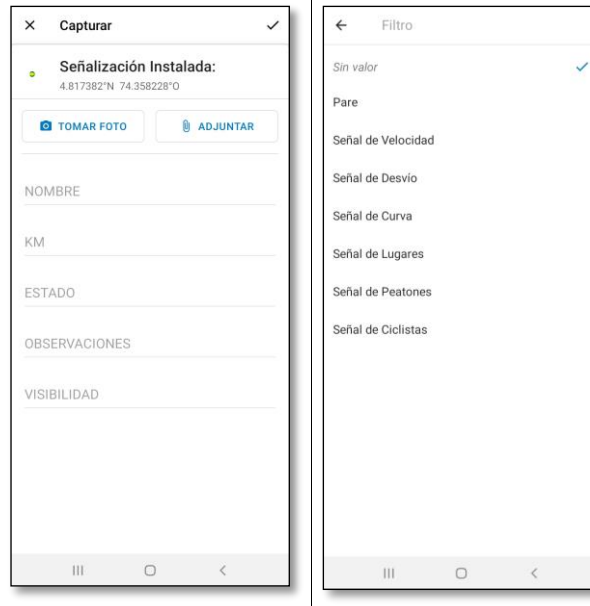 Capturar
Señalización Instalada:
4.817382°N 74.358228°O
TOMAR FOTO
ADJUNTAR
NOMBRE
KM
ESTADO
OBSERVACIONES
VISIBILIDAD
Filtro
Sin valor
Pare
Señal de Velocidad
Señal de Desvío
Señal de Curva
Señal de Lugares
Señal de Peatones
Señal de Ciclistas